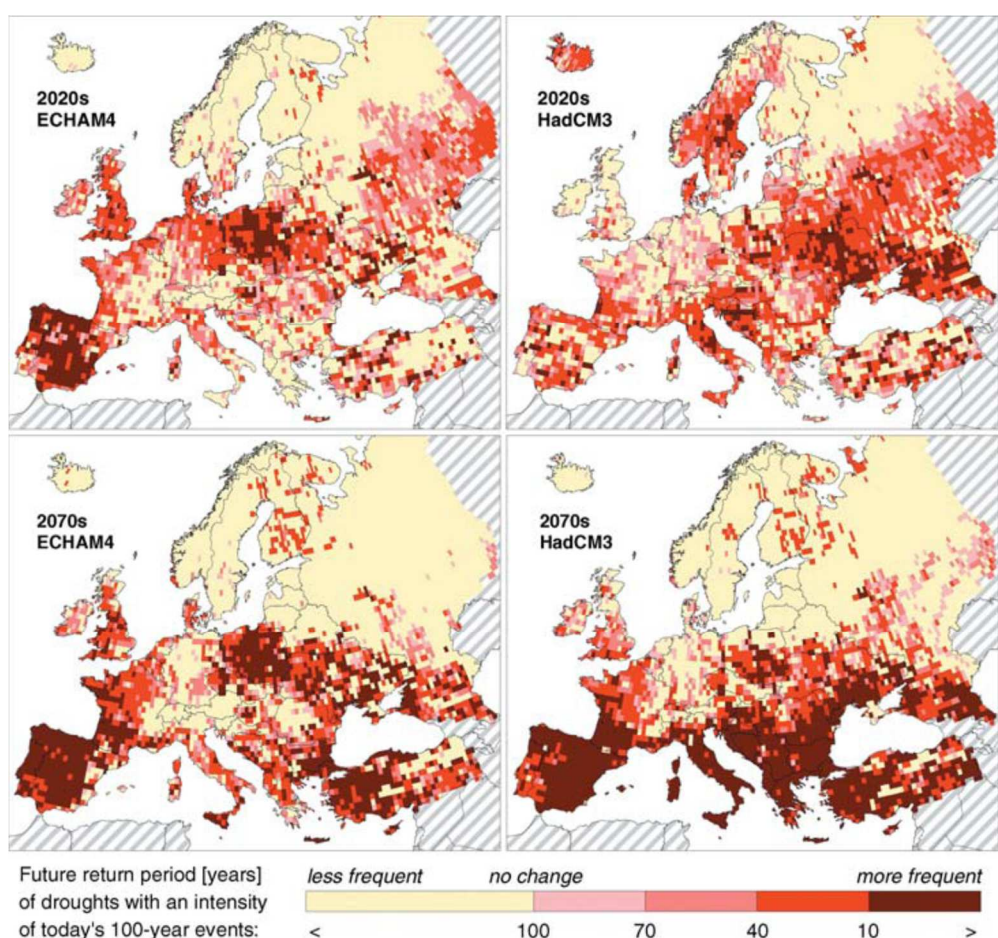 2020s
ECHAM4
2020s
HadCM3
2070s
ECHAM4
2070s
HadCM3
Future return period [years]
of droughts with an intensity
of today's 100-year events:
less frequent no change more frequent
< 100 70 40 10 >